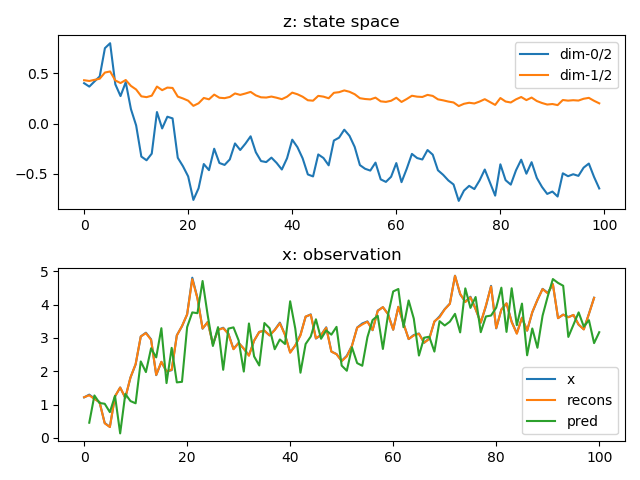 z: state space
dim-0/2
dim-1/2
0.5
0.0
−0.5
0 20 40 60 80 100
x: observation
5
4
3
2
1
0
x
recons
pred
0 20 40 60 80 100